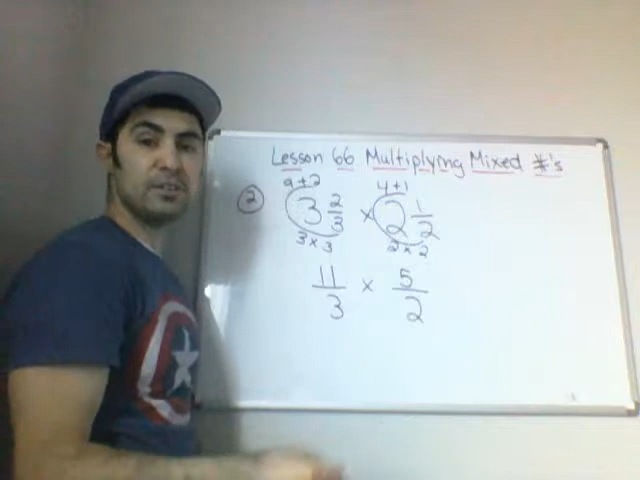 Lesson 66 Multiplying Mixed #'s
9+2 4+1
② 3 2/3 × 2 1/2
3×3 2×2
11/3 × 5/2